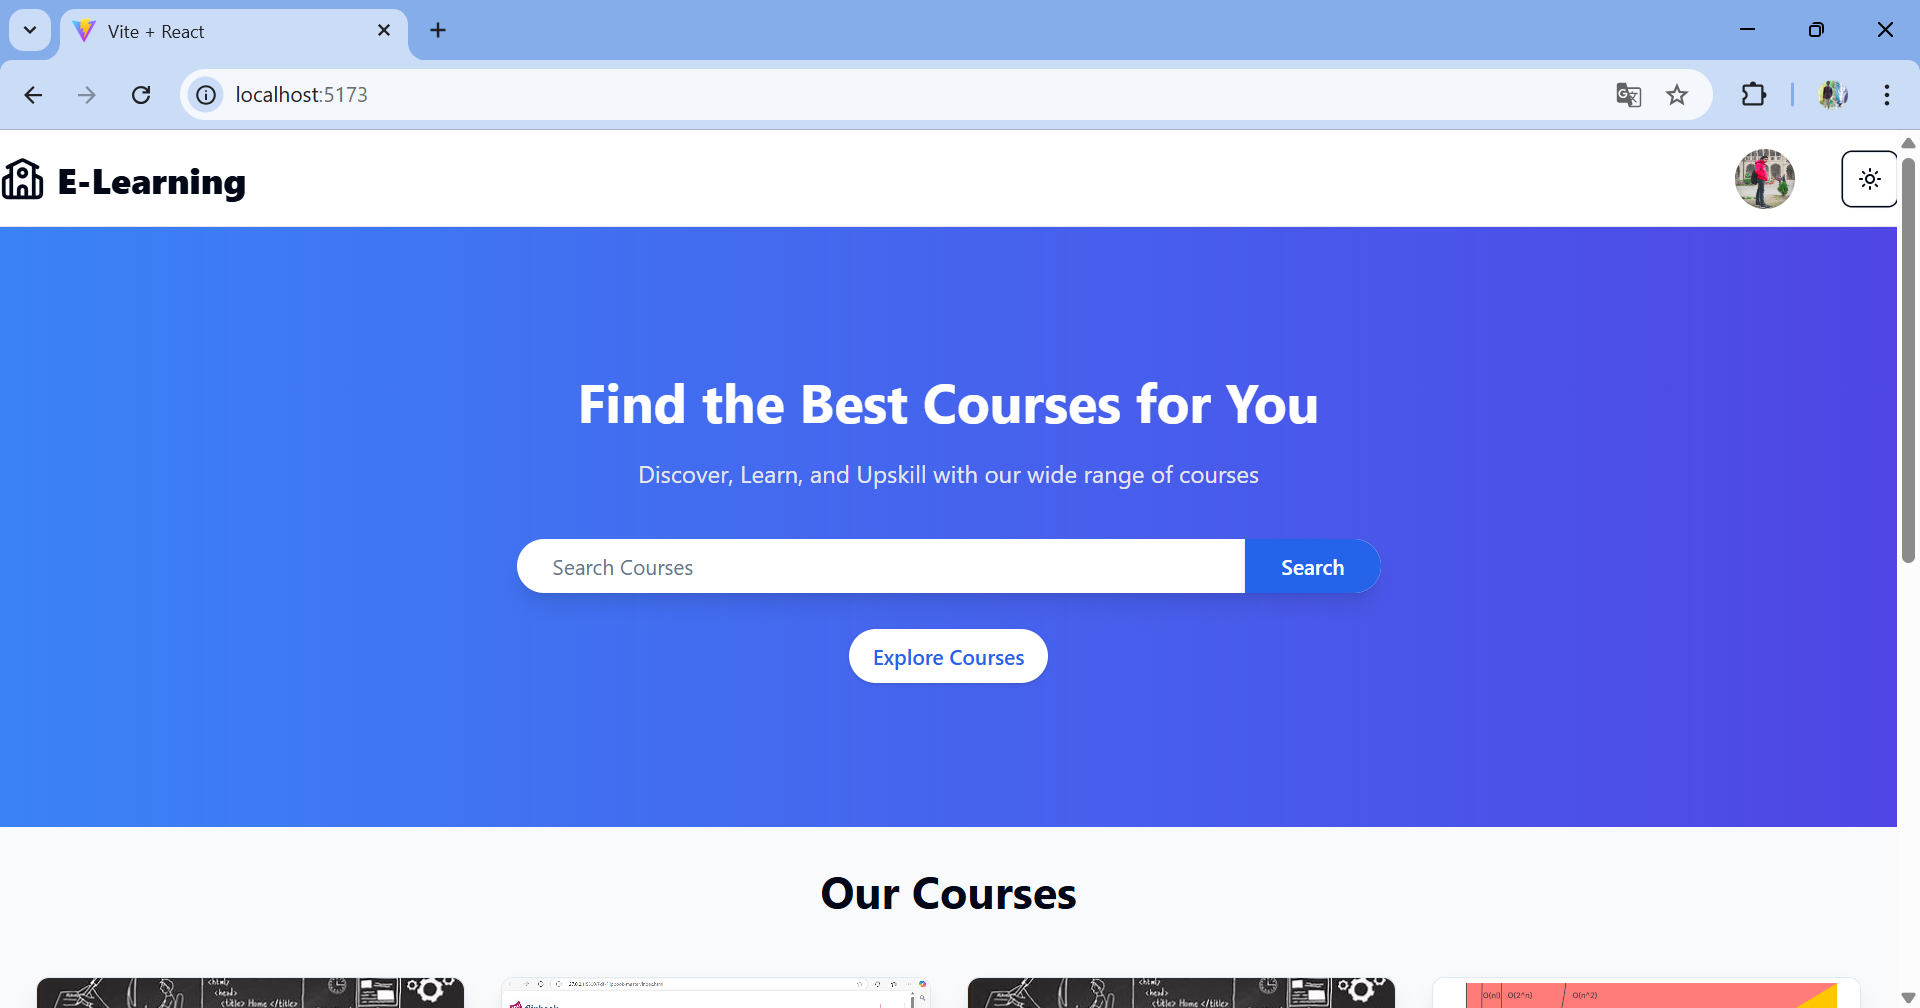 Vite + React
localhost:5173
E-Learning
Find the Best Courses for You
Discover, Learn, and Upskill with our wide range of courses
Search Courses
Search
Explore Courses
Our Courses
<html>
<head>
<title> Home </title>
<html>
<head>
<title> Home </title>
O(n!) O(2^n) O(n^2)